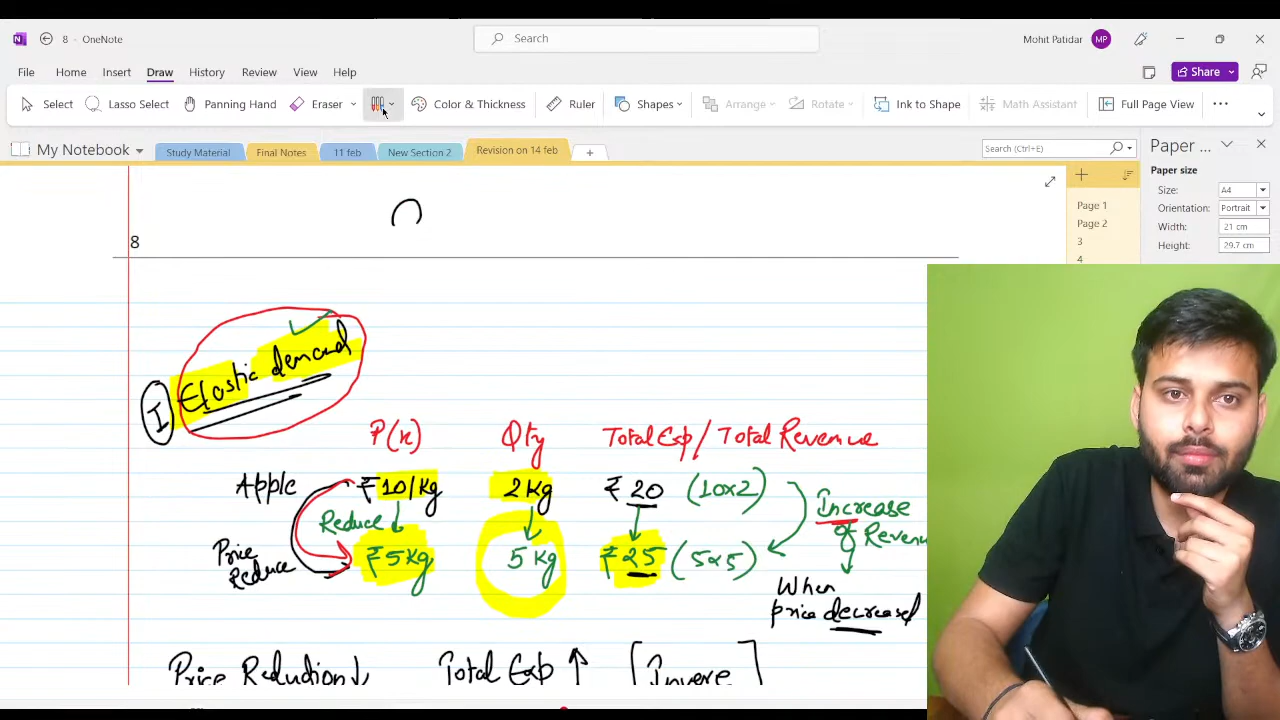 8 - OneNote
Search
Mohit Patidar MP
File Home Insert Draw History Review View Help
Share
Select Lasso Select Panning Hand Eraser Color & Thickness Ruler Shapes Arrange Rotate Ink to Shape Math Assistant Full Page View
My Notebook Study Material Final Notes 11 feb New Section 2 Revision on 14 feb +
Search (Ctrl+E)
Paper ...
Paper size
Size: A4
Orientation: Portrait
Width: 21 cm
Height: 29.7 cm
Page 1
Page 2
3
4
8
I Elastic demand
P(x) Qty Total Exp / Total Revenue
Apple ₹10/Kg 2 Kg ₹ 20 (10x2)
Reduce
Increase
of Revenu
Price Reduce ₹5Kg 5 Kg ₹ 25 (5x5)
When
price decreased
Price Reduction↓ Total Exp ↑ [Inverse]